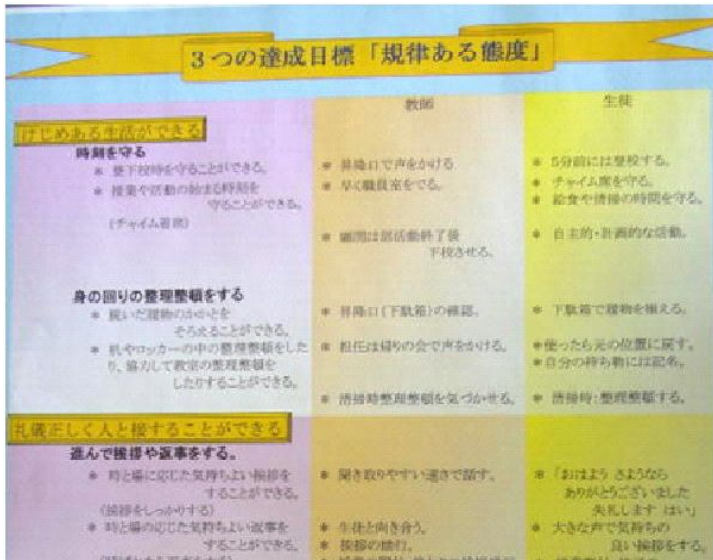 3つの達成目標「規律ある態度」
教師
生徒
けじめある生活ができる
時刻を守る
* 登下校時を守ることができる。
* 昇降口で声をかける
* 5分前には登校する。
* 授業や活動の始まる時刻を
守ることができる。
(チャイム着席)
* 早く職員室をでる。
* チャイム席を守る。
* 給食や清掃の時間を守る。
* 顧問は部活動終了後
下校させる。
* 自主的・計画的な活動。
身の回りの整理整頓をする
* 脱いだ履物のかかとを
そろえることができる。
* 昇降口(下駄箱)の確認。
* 下駄箱で履物を揃える。
* 机やロッカーの中の整理整頓をした
り、協力して教室の整理整頓を
したりすることができる。
* 担任は帰りの会で声をかける。
* 使ったら元の位置に戻す。
* 自分の持ち物には記名。
* 清掃時整理整頓を気づかせる。
* 清掃時:整理整頓する。
礼儀正しく人と接することができる
進んで挨拶や返事をする。
* 時と場に応じた気持ちよい挨拶を
することができる。
(挨拶をしっかりする)
* 聞き取りやすい速さで話す。
* 「おはよう さようなら
ありがとうございました
失礼します はい」
* 時と場の応じた気持ちよい返事を
することができる。
* 生徒と向き合う。
* 挨拶の励行。
* 大きな声で気持ちの
良い挨拶をする。